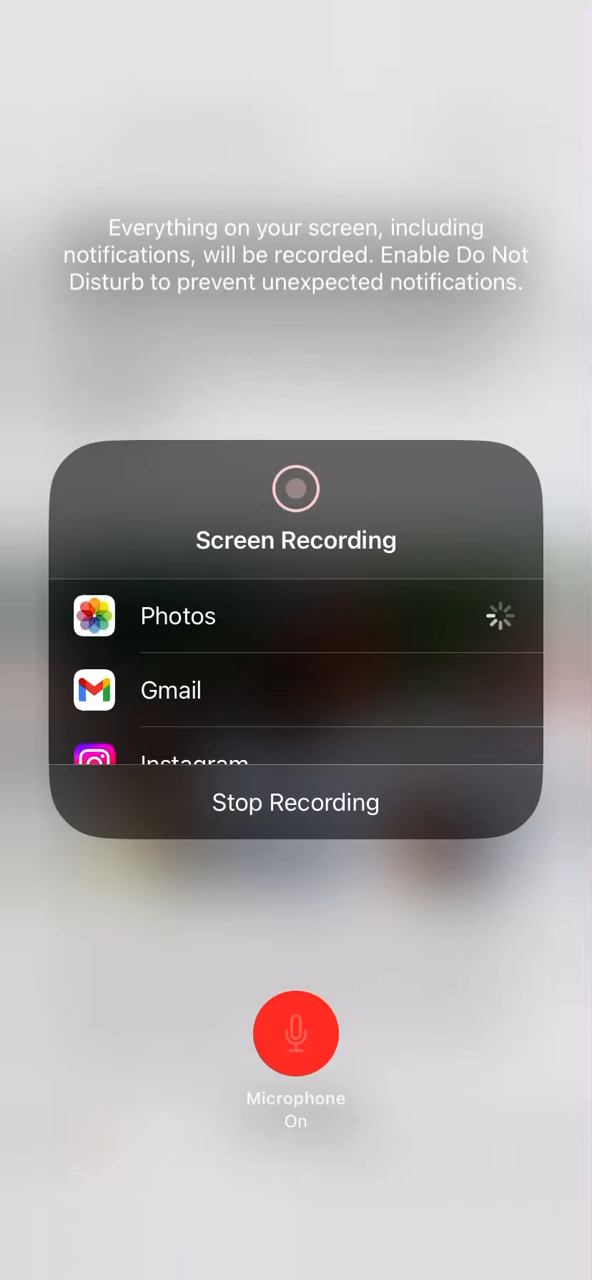 Everything on your screen, including
notifications, will be recorded. Enable Do Not
Disturb to prevent unexpected notifications.
Screen Recording
Photos
Gmail
Instagram
Stop Recording
Microphone
On